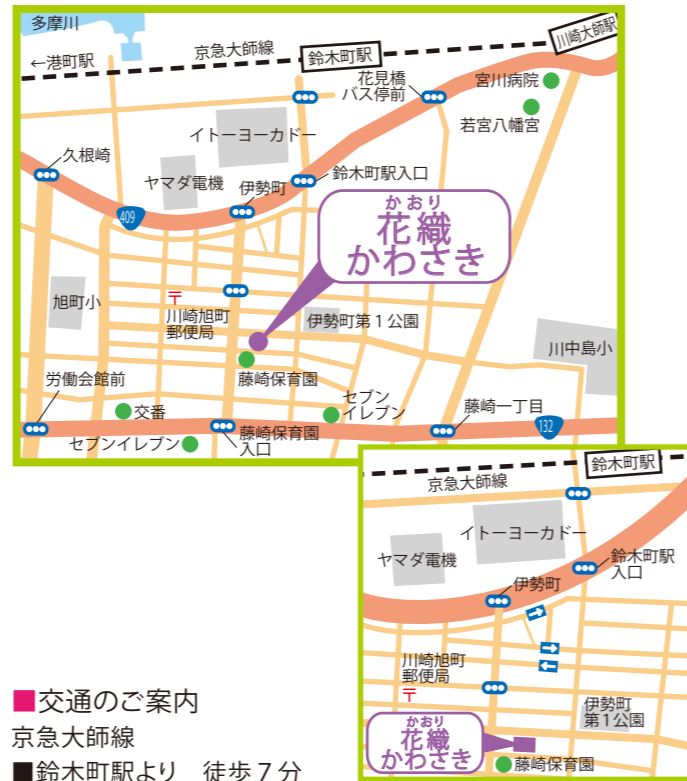 多摩川
←港町駅
京急大師線
鈴木町駅
川崎大師駅
花見橋
バス停前
宮川病院
若宮八幡宮
イトーヨーカドー
久根崎
ヤマダ電機
伊勢町
鈴木町駅入口
409
かおり
花織
かわさき
旭町小
〒
川崎旭町
郵便局
伊勢町第1公園
川中島小
藤崎保育園
労働会館前
交番
セブン
イレブン
藤崎一丁目
132
セブンイレブン
藤崎保育園
入口
鈴木町駅
京急大師線
イトーヨーカドー
ヤマダ電機
鈴木町駅
入口
伊勢町
川崎旭町
郵便局
〒
伊勢町
第1公園
かおり
花織
かわさき
藤崎保育園
■交通のご案内
京急大師線
■鈴木町駅より 徒歩7分